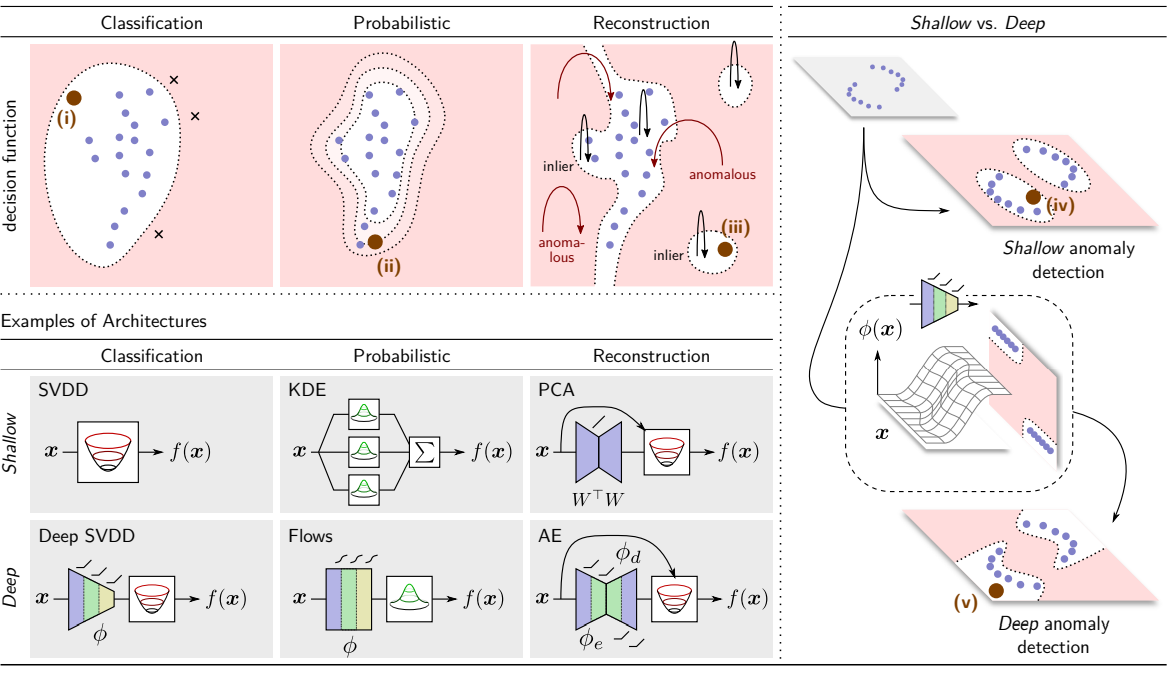 Classification
Probabilistic
Reconstruction
Shallow vs. Deep
decision function
(i)
(ii)
inlier
anomalous
anoma-
lous
inlier
(iii)
(iv)
Shallow anomaly
detection
Examples of Architectures
Classification
Probabilistic
Reconstruction
Shallow
SVDD
x
f(x)
KDE
x
∑
f(x)
PCA
x
W⊤W
f(x)
Deep
Deep SVDD
x
ϕ
f(x)
Flows
x
ϕ
f(x)
AE
x
ϕe
ϕd
f(x)
ϕ(x)
x
(v)
Deep anomaly
detection